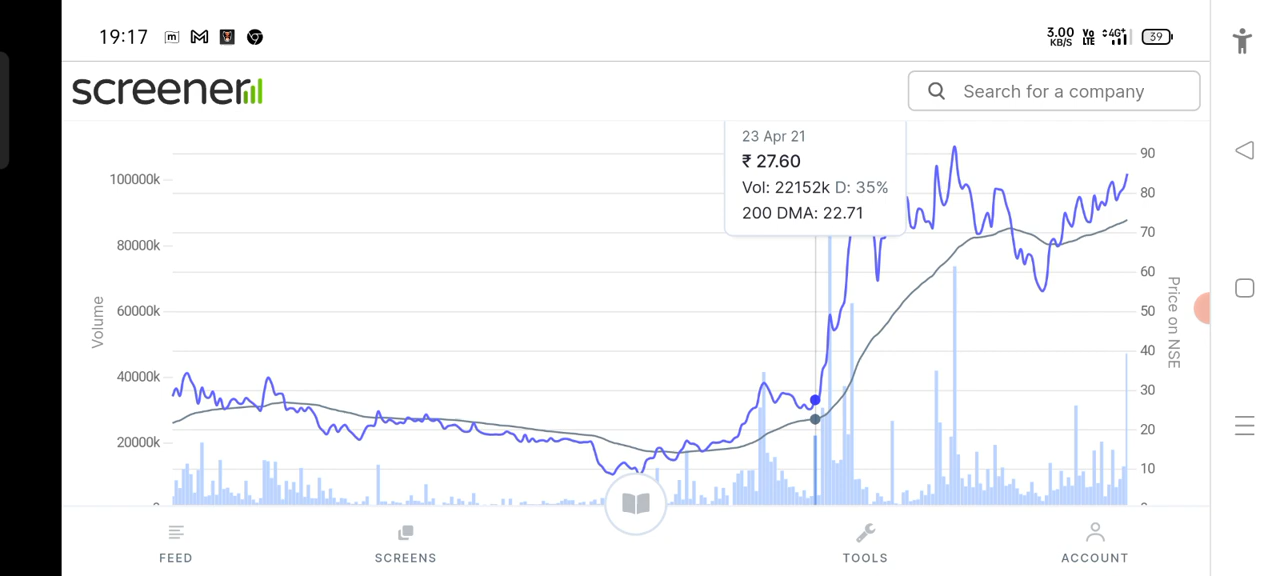 19:17
m
3.00
KB/S
Vo
LTE
4G+
39
screener
Search for a company
23 Apr 21
₹ 27.60
Vol: 22152k D: 35%
200 DMA: 22.71
100000k
80000k
60000k
40000k
20000k
Volume
90
80
70
60
50
40
30
20
10
Price on NSE
FEED
SCREENS
TOOLS
ACCOUNT